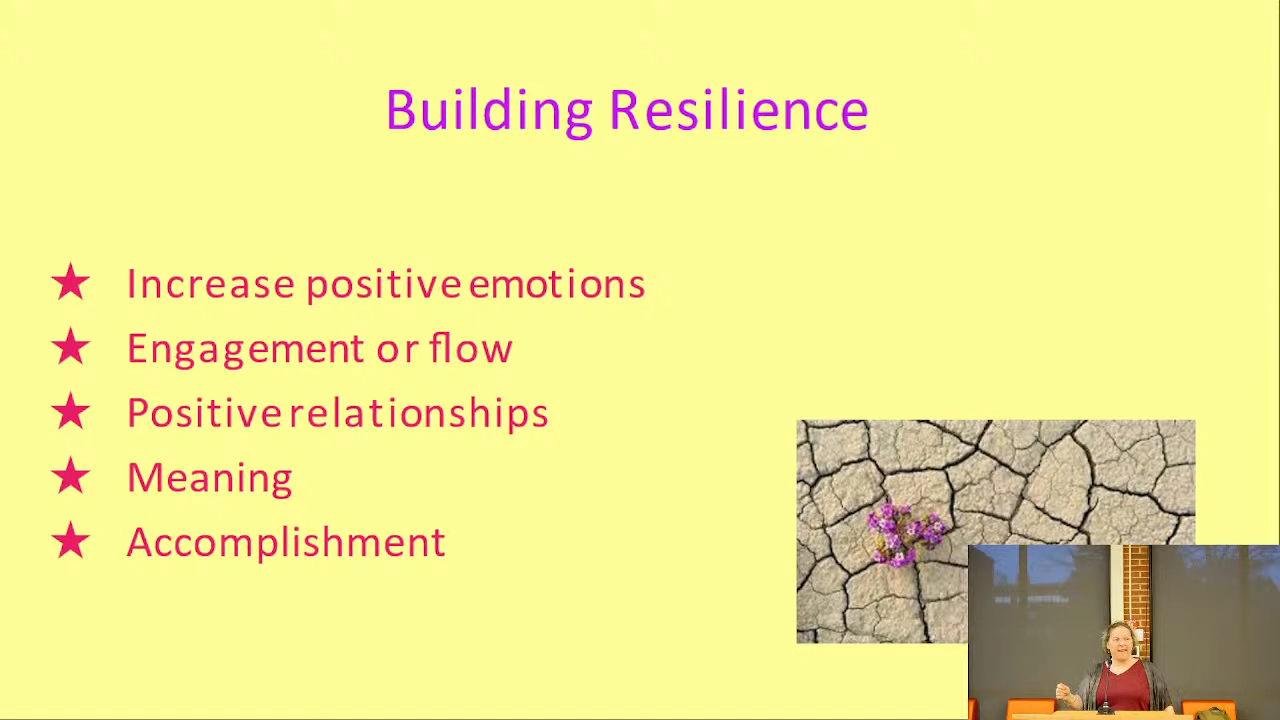 Building Resilience
★ Increase positive emotions
★ Engagement or flow
★ Positive relationships
★ Meaning
★ Accomplishment